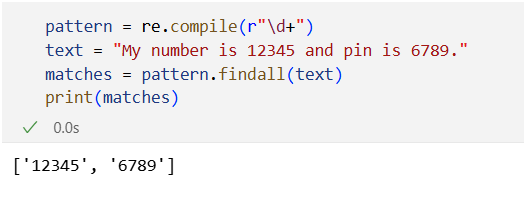 pattern = re.compile(r"\d+")
text = "My number is 12345 and pin is 6789."
matches = pattern.findall(text)
print(matches)
0.0s
['12345', '6789']